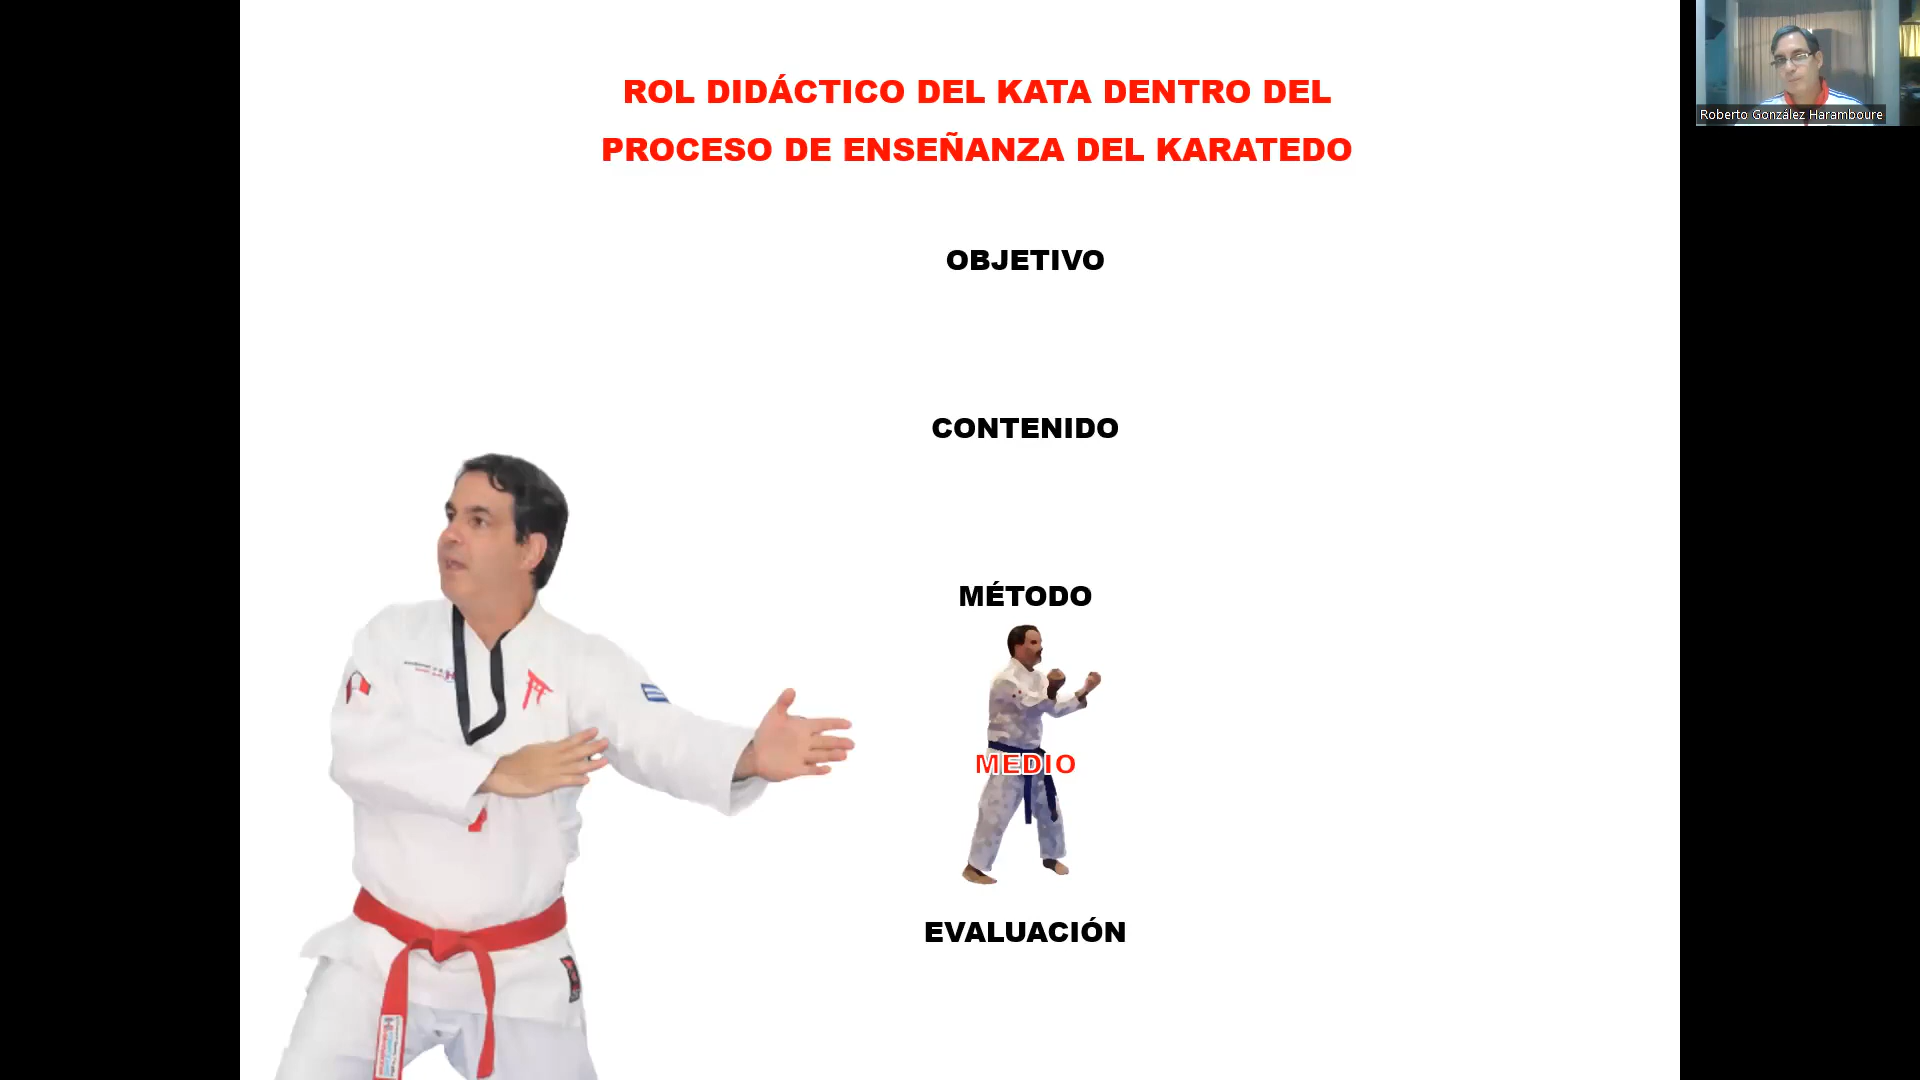 ROL DIDÁCTICO DEL KATA DENTRO DEL
PROCESO DE ENSEÑANZA DEL KARATEDO
Roberto González Haramboure
OBJETIVO
CONTENIDO
MÉTODO
MEDIO
EVALUACIÓN